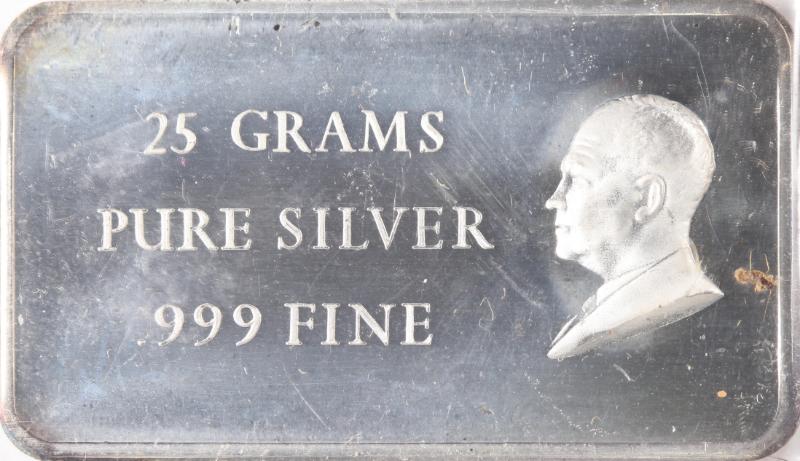 25 GRAMS
PURE SILVER
.999 FINE